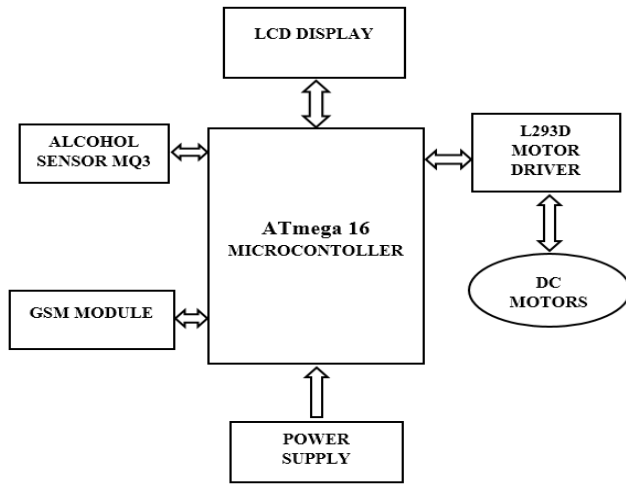 LCD DISPLAY
ALCOHOL
SENSOR MQ3
L293D
MOTOR
DRIVER
ATmega 16
MICROCONTOLLER
GSM MODULE
DC
MOTORS
POWER
SUPPLY